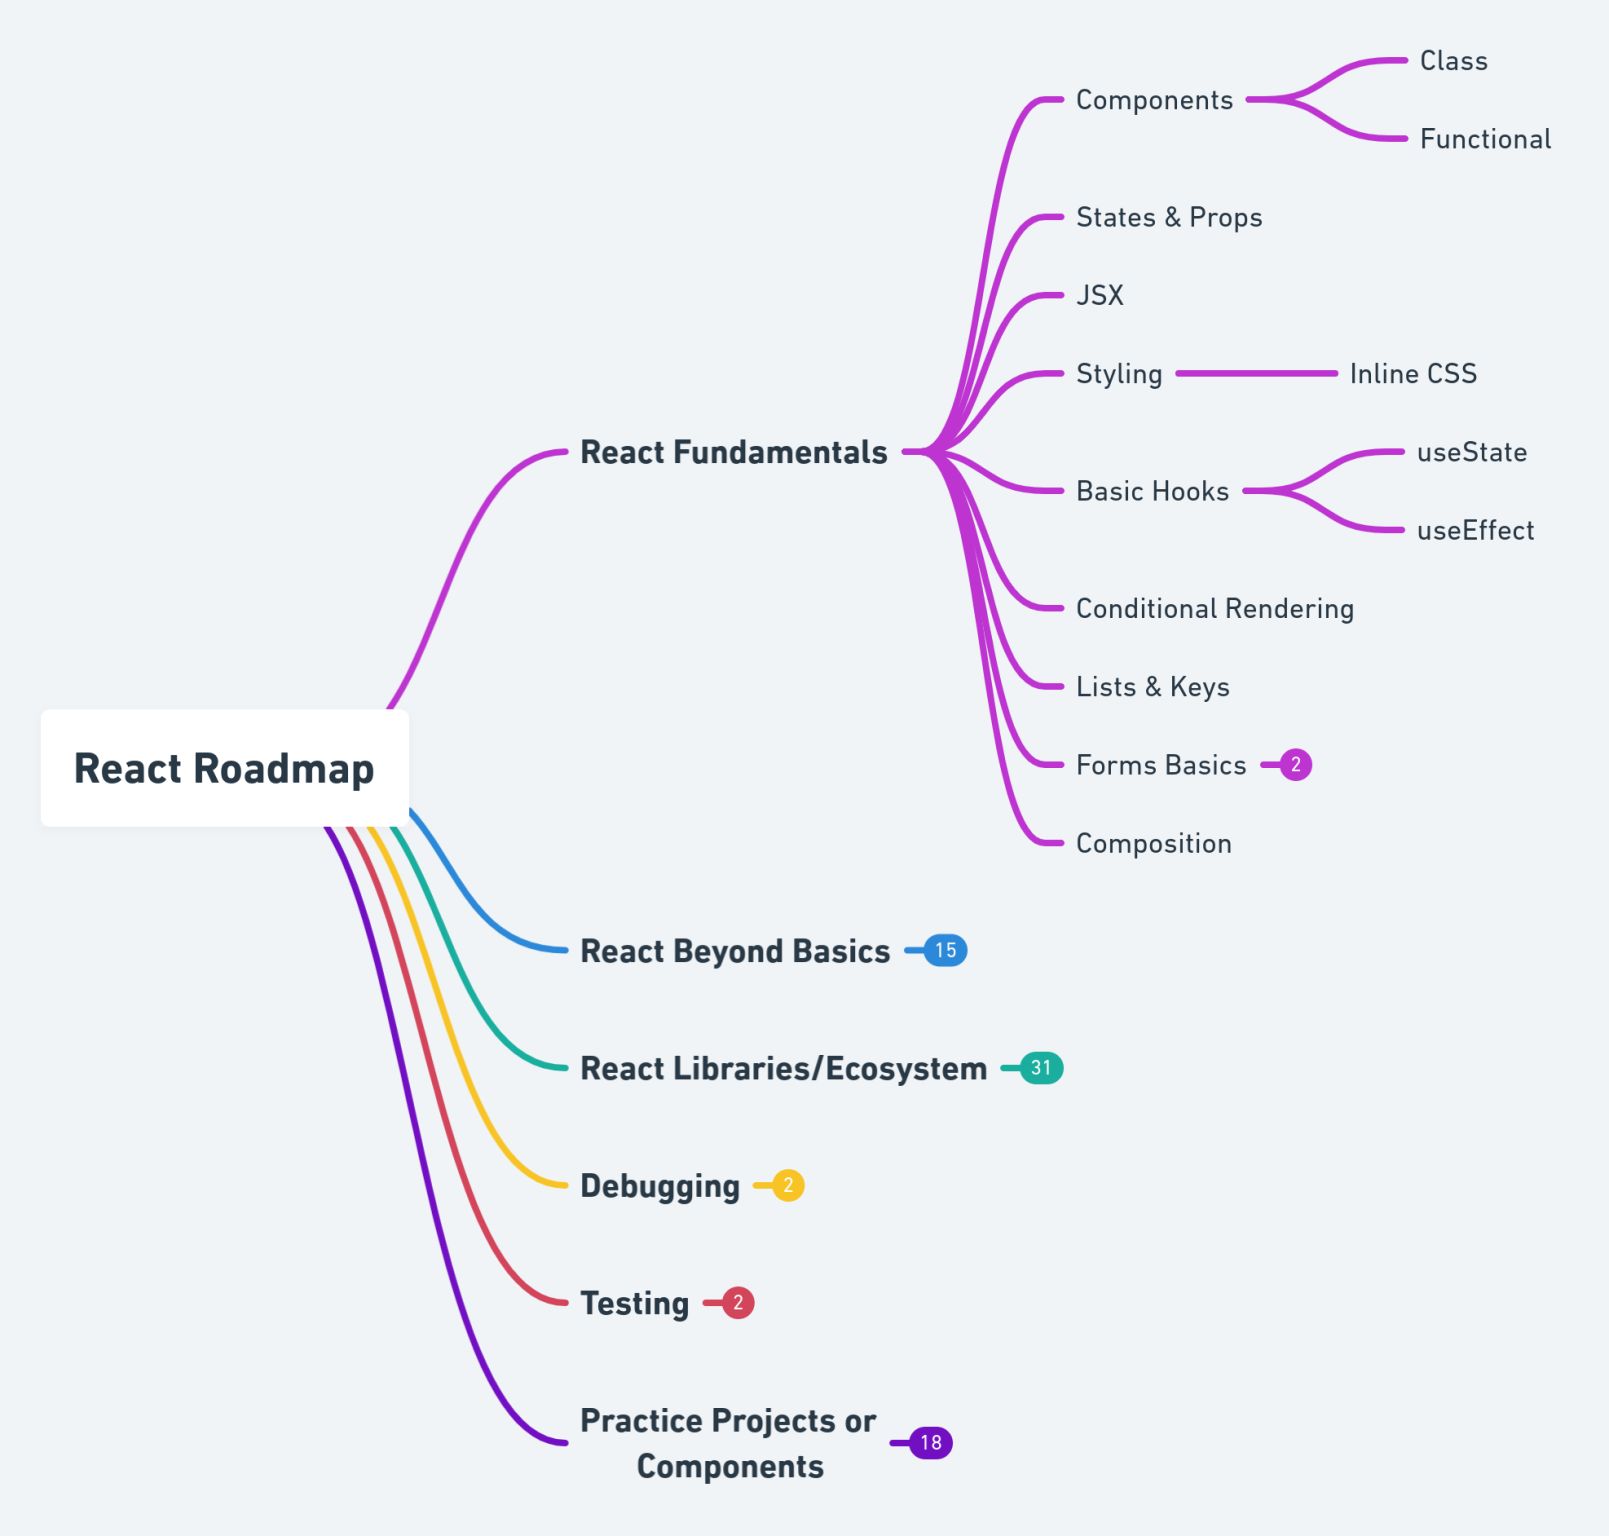 Class
Components
Functional
States & Props
JSX
Styling
Inline CSS
React Fundamentals
useState
Basic Hooks
useEffect
Conditional Rendering
Lists & Keys
React Roadmap
Forms Basics
2
Composition
React Beyond Basics
15
React Libraries/Ecosystem
31
Debugging
2
Testing
2
Practice Projects or
Components
18